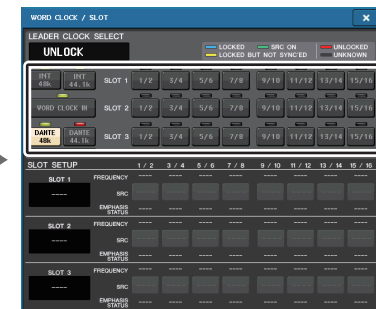 WORD CLOCK / SLOT
LEADER CLOCK SELECT
UNLOCK
LOCKED SRC ON UNLOCKED
LOCKED BUT NOT SYNC'ED UNKNOWN
INT 48k INT 44.1k SLOT 1 1/2 3/4 5/6 7/8 9/10 11/12 13/14 15/16
WORD CLOCK IN SLOT 2 1/2 3/4 5/6 7/8 9/10 11/12 13/14 15/16
DANTE 48k DANTE 44.1k SLOT 3 1/2 3/4 5/6 7/8 9/10 11/12 13/14 15/16
SLOT SETUP 1 / 2 3 / 4 5 / 6 7 / 8 9 / 10 11 / 12 13 / 14 15 / 16
SLOT 1 FREQUENCY ---- ---- ---- ---- ---- ---- ---- ----
---- SRC
EMPHASIS STATUS ---- ---- ---- ---- ---- ---- ---- ----
SLOT 2 FREQUENCY ---- ---- ---- ---- ---- ---- ---- ----
---- SRC
EMPHASIS STATUS ---- ---- ---- ---- ---- ---- ---- ----
SLOT 3 FREQUENCY ---- ---- ---- ---- ---- ---- ---- ----
---- SRC
EMPHASIS STATUS ---- ---- ---- ---- ---- ---- ---- ----